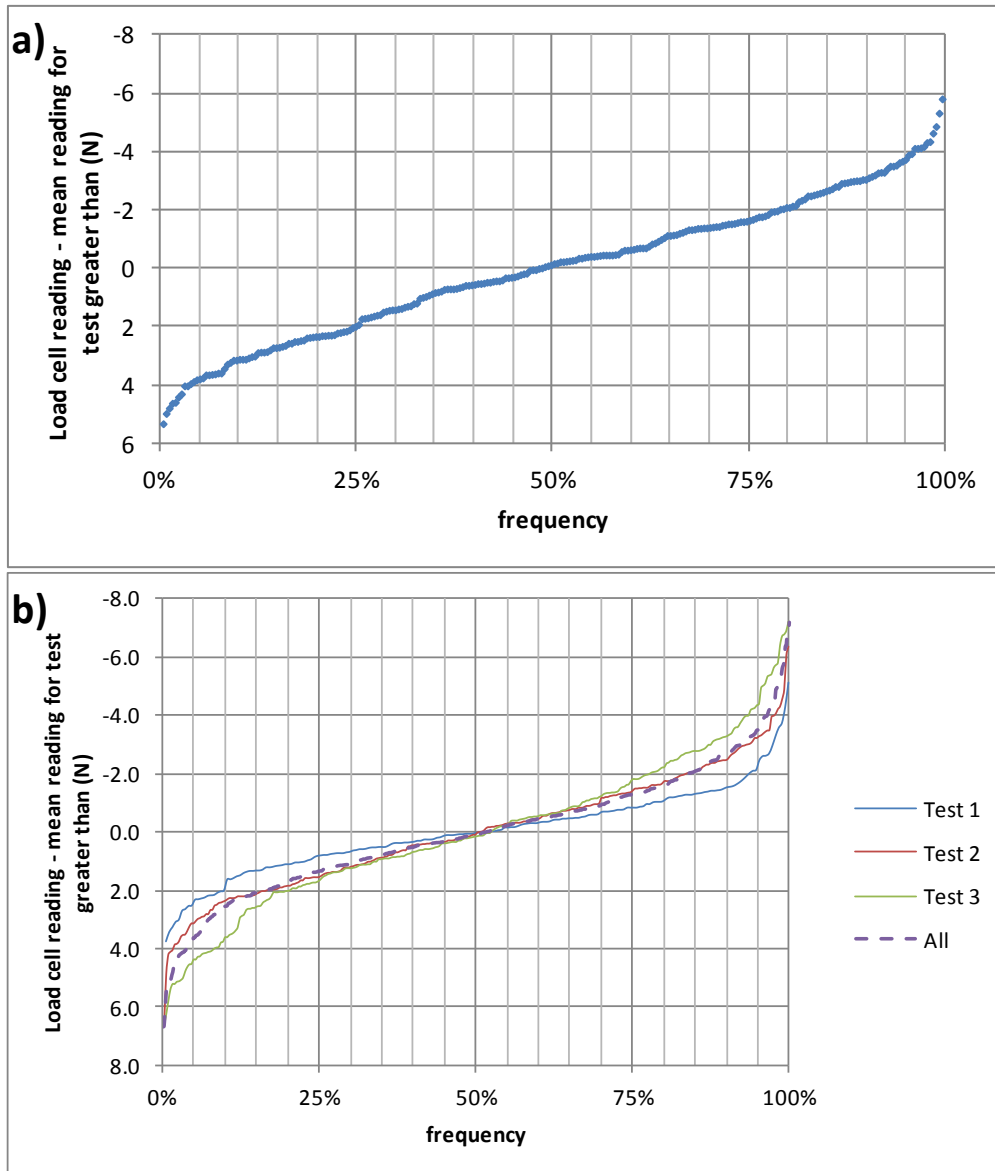 a)
Load cell reading - mean reading for
test greater than (N)
-8
-6
-4
-2
0
2
4
6
0%
25%
50%
75%
100%
frequency
b)
Load cell reading - mean reading for test
greater than (N)
-8.0
-6.0
-4.0
-2.0
0.0
2.0
4.0
6.0
8.0
0%
25%
50%
75%
100%
frequency
Test 1
Test 2
Test 3
All